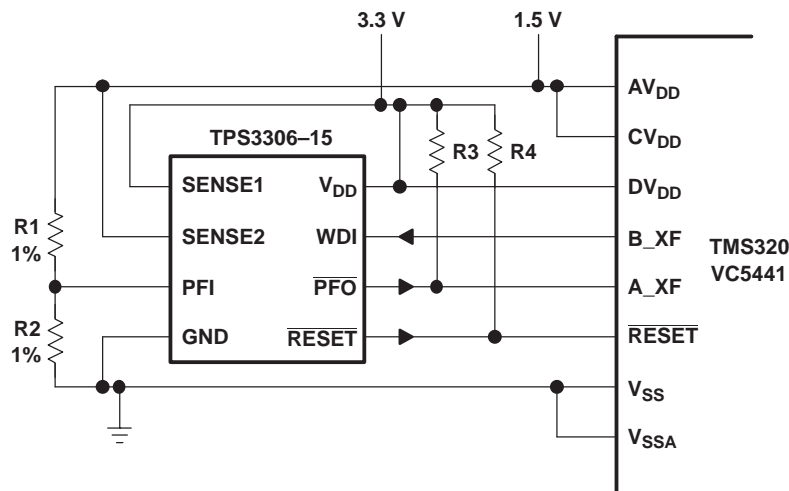 3.3 V
1.5 V
AVDD
TPS3306–15
CVDD
R3
R4
SENSE1
VDD
DVDD
R1
1%
SENSE2
WDI
B_XF
TMS320
VC5441
PFI
PFO
A_XF
R2
1%
GND
RESET
RESET
VSS
VSSA